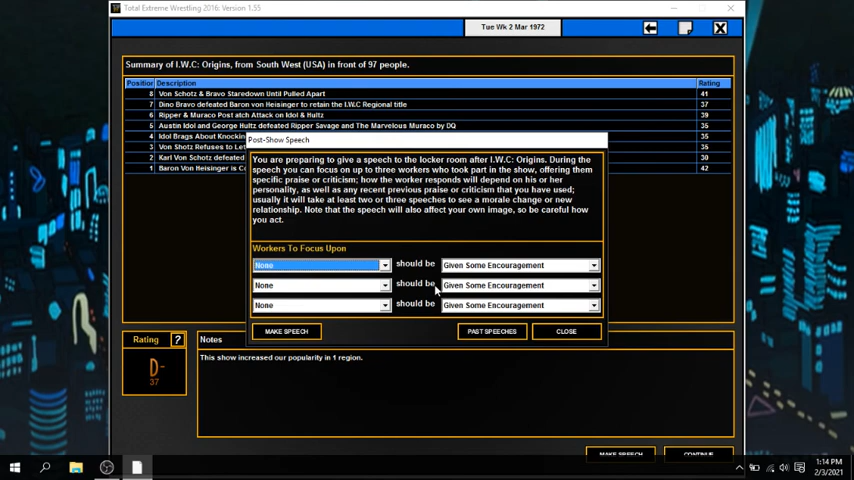 Total Extreme Wrestling 2016: Version 1.55
Tue Wk 2 Mar 1972
Summary of I.W.C: Origins, from South West (USA) in front of 97 people.
Position Description Rating
8 Von Schotz & Bravo Staredown Until Pulled Apart 41
7 Dino Bravo defeated Baron von Heisinger to retain the I.W.C Regional title 37
6 Ripper & Muraco Post atch Attack on Idol & Hultz 39
5 Austin Idol and George Hultz defeated Ripper Savage and The Marvelous Muraco by DQ 35
4 Idol Brags About Knockin 35
3 Von Shotz Refuses to Let 35
2 Karl Von Schotz defeated 30
1 Baron Von Heisinger is C 42
Post-Show Speech
You are preparing to give a speech to the locker room after I.W.C: Origins. During the
speech you can focus on up to three workers who took part in the show, offering them
specific praise or criticism; how the worker responds will depend on his or her
personality, as well as any recent previous praise or criticism that you have used;
usually it will take at least two or three speeches to see a morale change or new
relationship. Note that the speech will also affect your own image, so be careful how
you act.
Workers To Focus Upon
None should be Given Some Encouragement
None should be Given Some Encouragement
None should be Given Some Encouragement
MAKE SPEECH PAST SPEECHES CLOSE
Rating ? Notes
D-
37
This show increased our popularity in 1 region.
MAKE SPEECH CONTINUE
1:14 PM
2/3/2021